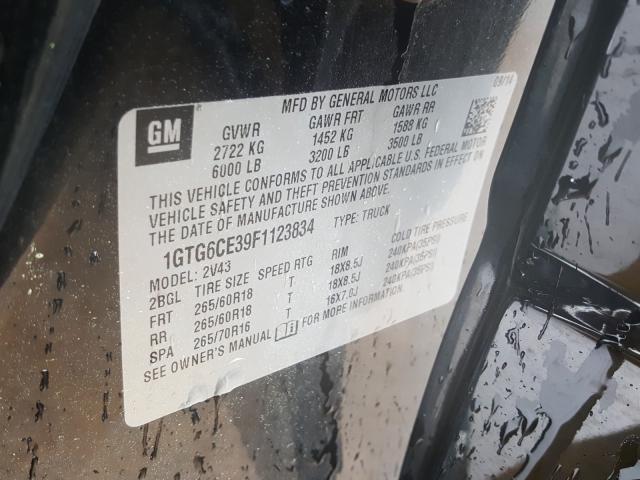 MFD BY GENERAL MOTORS LLC 09/14
GM GVWR GAWR FRT GAWR RR
2722 KG 1452 KG 1588 KG
6000 LB 3200 LB 3500 LB
THIS VEHICLE CONFORMS TO ALL APPLICABLE U.S. FEDERAL MOTOR
VEHICLE SAFETY AND THEFT PREVENTION STANDARDS IN EFFECT ON
THE DATE OF MANUFACTURE SHOWN ABOVE.
1GTG6CE39F1123834 TYPE: TRUCK
MODEL: 2V43
2BGL TIRE SIZE SPEED RTG RIM COLD TIRE PRESSURE
FRT 265/60R18 T 18X8.5J 240KPA(35PSI)
RR 265/60R18 T 18X8.5J 240KPA(35PSI)
SPA 265/70R16 T 16X7.0J 240KPA(35PSI)
SEE OWNER'S MANUAL FOR MORE INFORMATION.